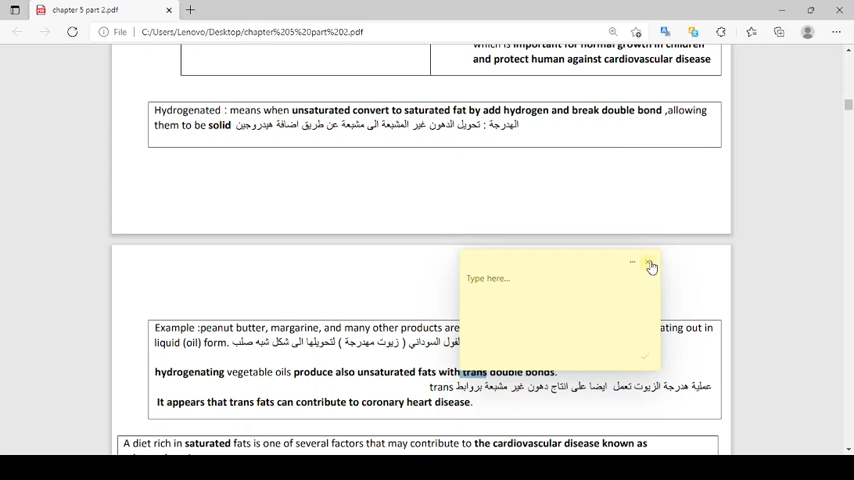 chapter 5 part 2.pdf
File
C:/Users/Lenovo/Desktop/chapter%205%20part%202.pdf
which is important for normal growth in children
and protect human against cardiovascular disease
Hydrogenated : means when unsaturated convert to saturated fat by add hydrogen and break double bond ,allowing
them to be solid الهدرجة : تحويل الدهون غير المشبعة الى مشبعة عن طريق اضافة هيدروجين
Type here...
Example :peanut butter, margarine, and many other products are ating out in
liquid (oil) form. الفول السوداني ) زيوت مهدرجة ( لتحويلها الى شكل شبه صلب
hydrogenating vegetable oils produce also unsaturated fats with trans double bonds.
عملية هدرجة الزيوت تعمل ايضا على انتاج دهون غير مشبعة بروابط trans
It appears that trans fats can contribute to coronary heart disease.
A diet rich in saturated fats is one of several factors that may contribute to the cardiovascular disease known as